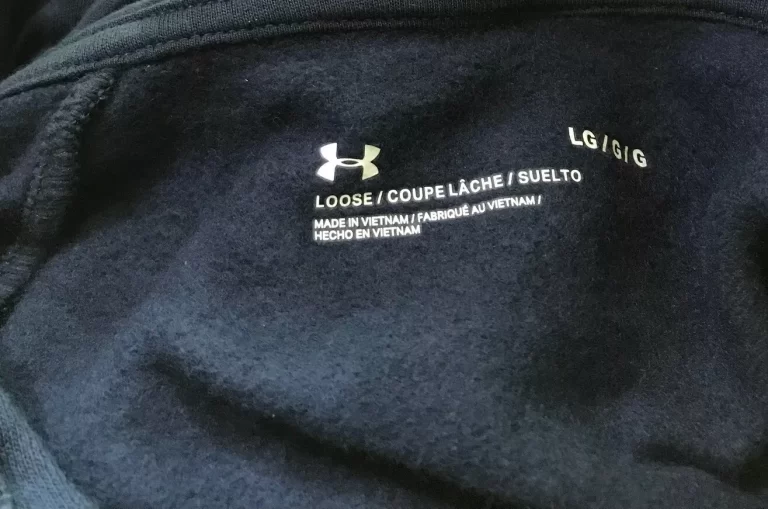 LG / G / G
LOOSE / COUPE LÂCHE / SUELTO
MADE IN VIETNAM / FABRIQUÉ AU VIETNAM /
HECHO EN VIETNAM